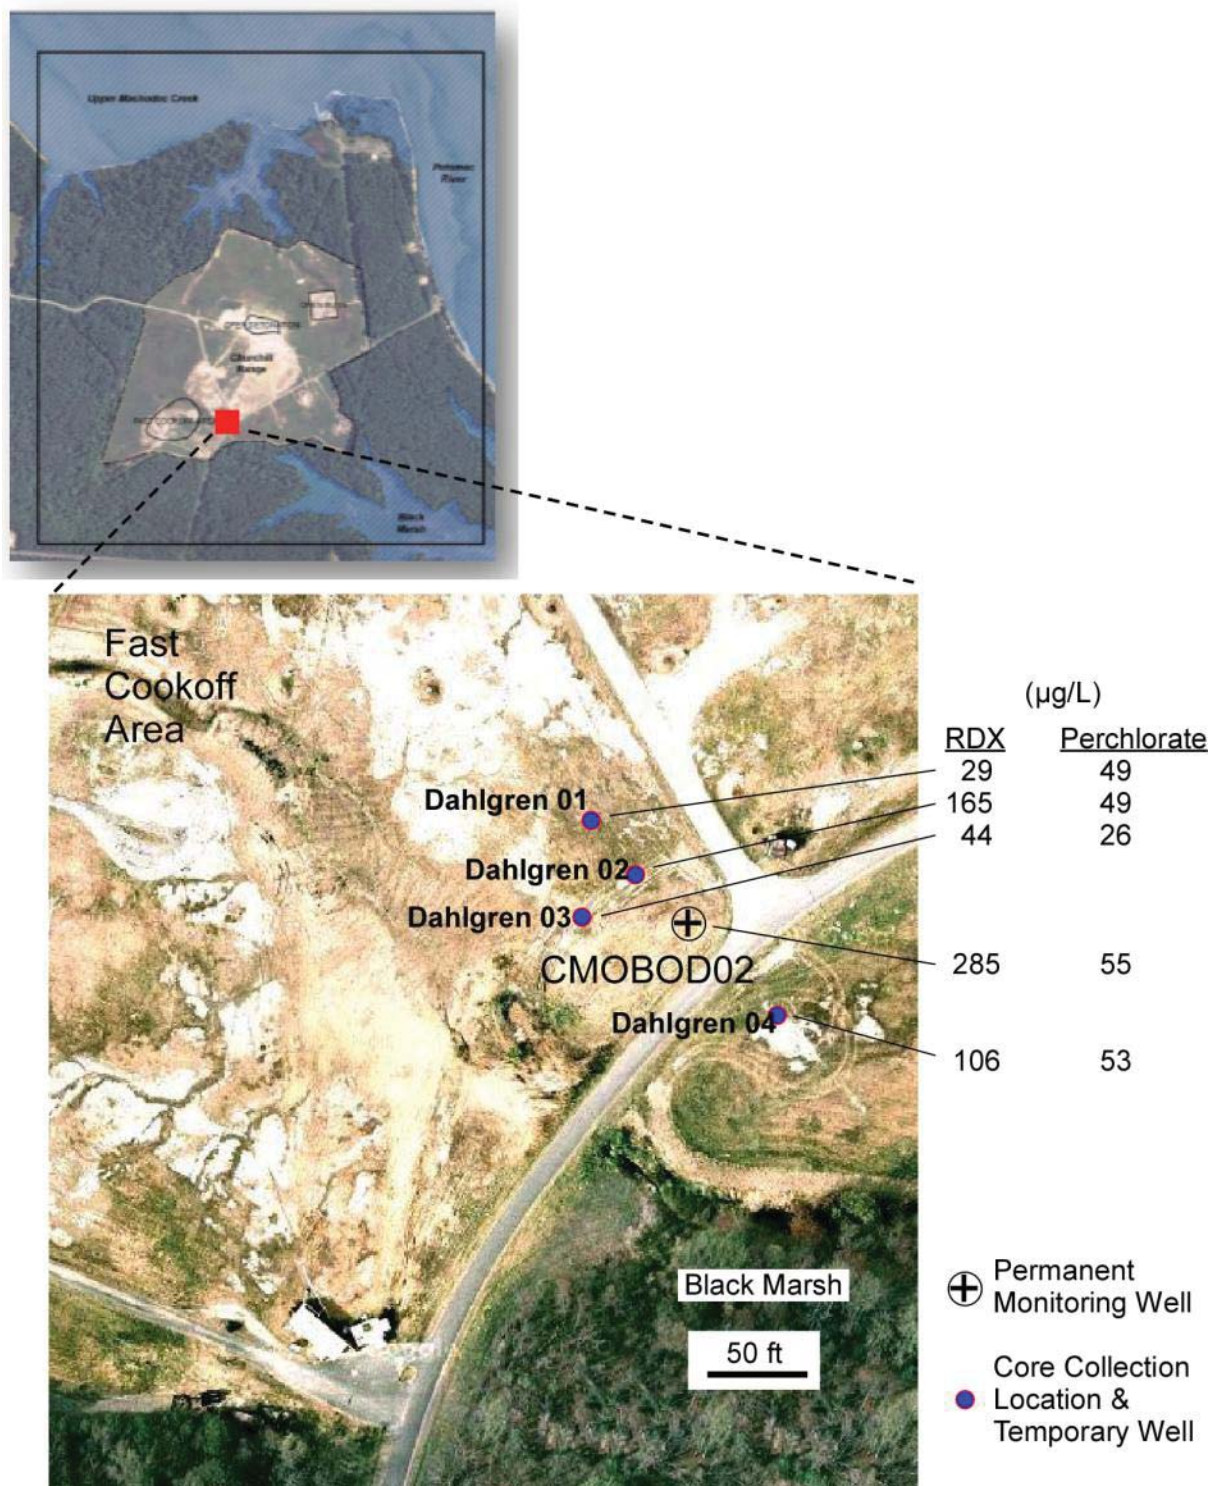 Upper Machodoc Creek
Potomac
River
Churchill
Range
Black
Marsh
Fast
Cookoff
Area
(µg/L)
RDX Perchlorate
29 49
165 49
44 26
Dahlgren 01
Dahlgren 02
Dahlgren 03
CMOBOD02
285 55
Dahlgren 04
106 53
Black Marsh
50 ft
Permanent
Monitoring Well
Core Collection
Location &
Temporary Well